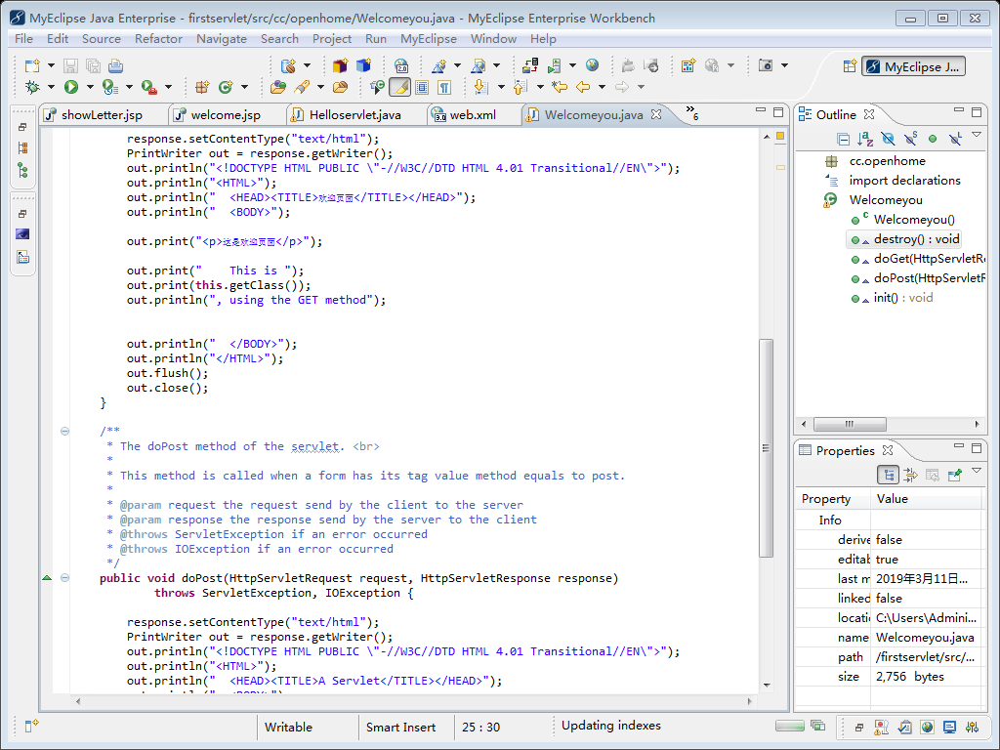 MyEclipse Java Enterprise - firstservlet/src/cc/openhome/Welcomeyou.java - MyEclipse Enterprise Workbench
File Edit Source Refactor Navigate Search Project Run MyEclipse Window Help
MyEclipse J...
showLetter.jsp welcome.jsp Helloservlet.java web.xml Welcomeyou.java »6
response.setContentType("text/html");
PrintWriter out = response.getWriter();
out.println("<!DOCTYPE HTML PUBLIC \"-//W3C//DTD HTML 4.01 Transitional//EN\">");
out.println("<HTML>");
out.println("  <HEAD><TITLE>欢迎页面</TITLE></HEAD>");
out.println("  <BODY>");
out.print("<p>这是欢迎页面</p>");
out.print("    This is ");
out.print(this.getClass());
out.println(", using the GET method");
out.println("  </BODY>");
out.println("</HTML>");
out.flush();
out.close();
}
/**
* The doPost method of the servlet. <br>
*
* This method is called when a form has its tag value method equals to post.
*
* @param request the request send by the client to the server
* @param response the response send by the server to the client
* @throws ServletException if an error occurred
* @throws IOException if an error occurred
*/
public void doPost(HttpServletRequest request, HttpServletResponse response)
throws ServletException, IOException {
response.setContentType("text/html");
PrintWriter out = response.getWriter();
out.println("<!DOCTYPE HTML PUBLIC \"-//W3C//DTD HTML 4.01 Transitional//EN\">");
out.println("<HTML>");
out.println("  <HEAD><TITLE>A Servlet</TITLE></HEAD>");
Outline
cc.openhome
import declarations
Welcomeyou
Welcomeyou()
destroy() : void
doGet(HttpServletRe
doPost(HttpServletF
init() : void
Properties
Property Value
Info
derive false
editab true
last m 2019年3月11日...
linked false
locatio C:\Users\Admini...
name Welcomeyou.java
path /firstservlet/src/...
size 2,756 bytes
Writable Smart Insert 25 : 30 Updating indexes